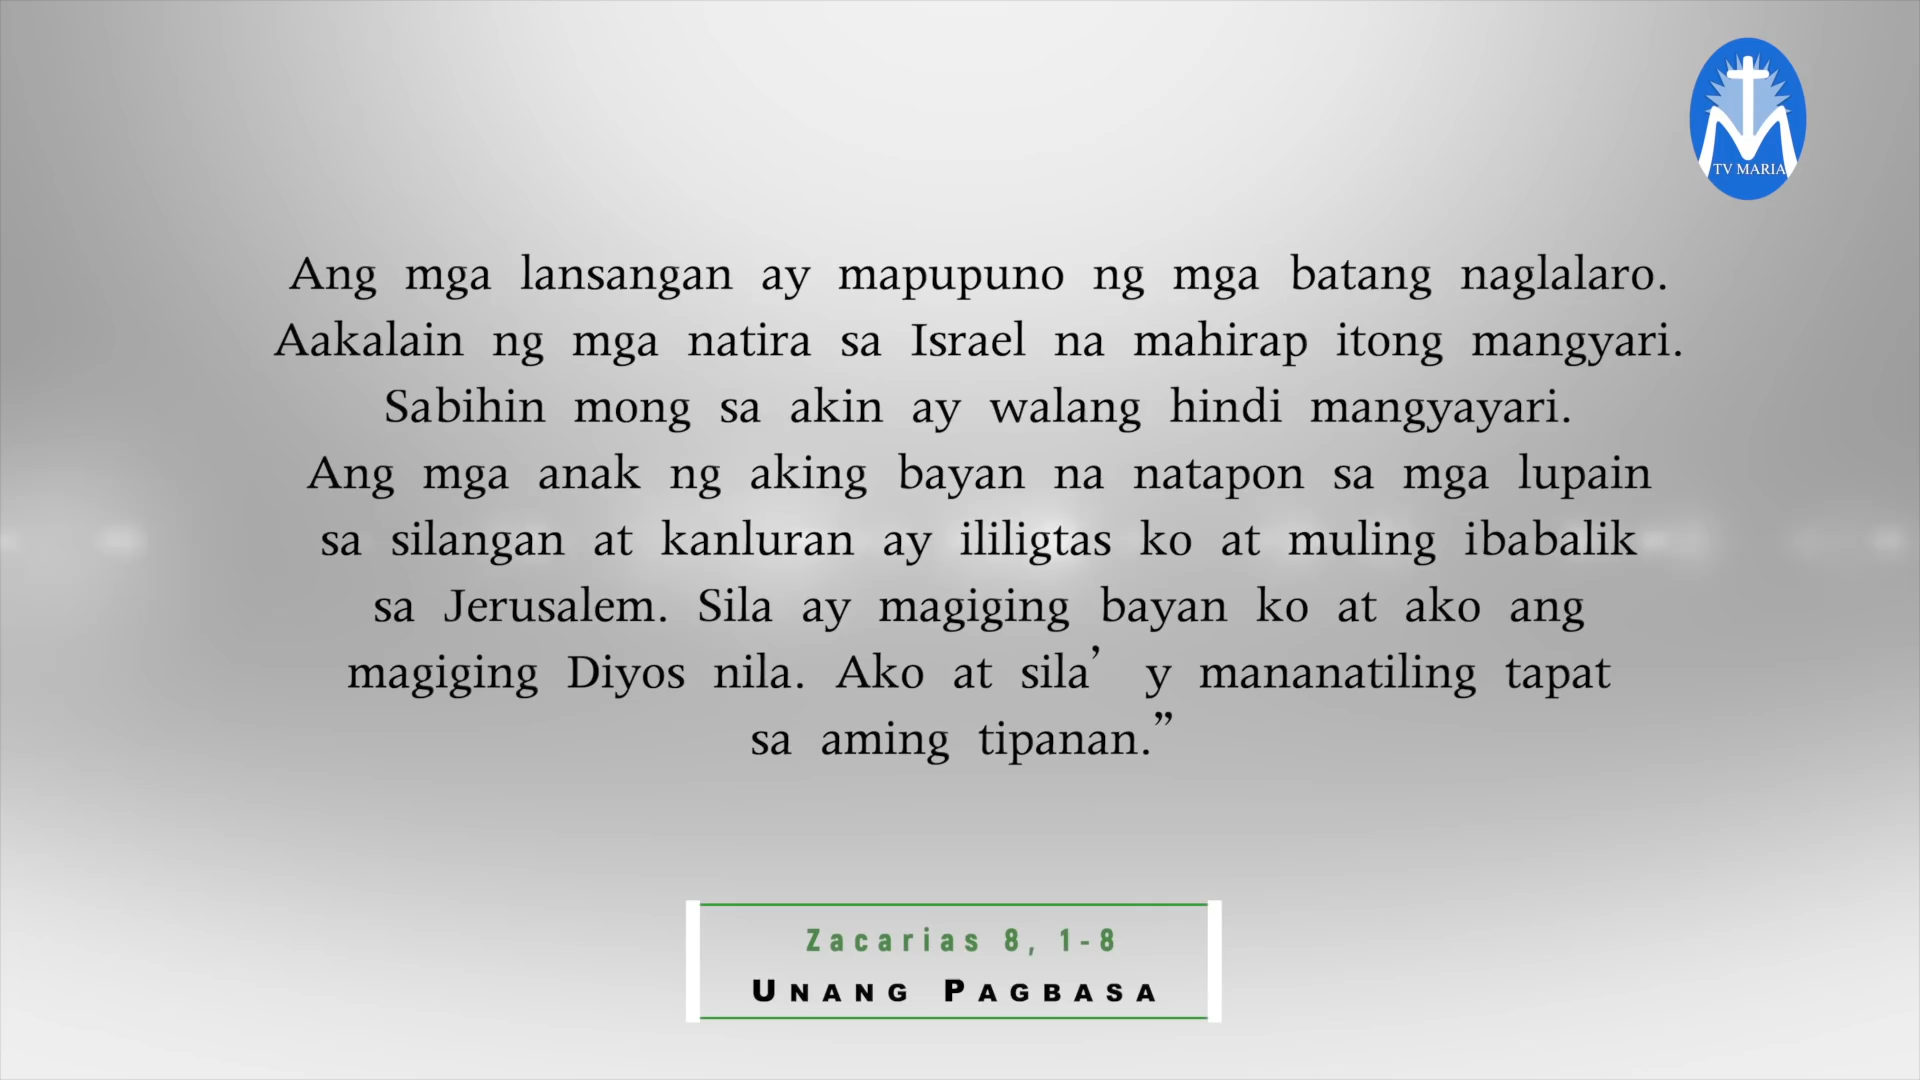 TV MARIA
Ang mga lansangan ay mapupuno ng mga batang naglalaro.
Aakalain ng mga natira sa Israel na mahirap itong mangyari.
Sabihin mong sa akin ay walang hindi mangyayari.
Ang mga anak ng aking bayan na natapon sa mga lupain
sa silangan at kanluran ay ililigtas ko at muling ibabalik
sa Jerusalem. Sila ay magiging bayan ko at ako ang
magiging Diyos nila. Ako at sila’ y mananatiling tapat
sa aming tipanan.”
Zacarias 8, 1-8
UNANG PAGBASA